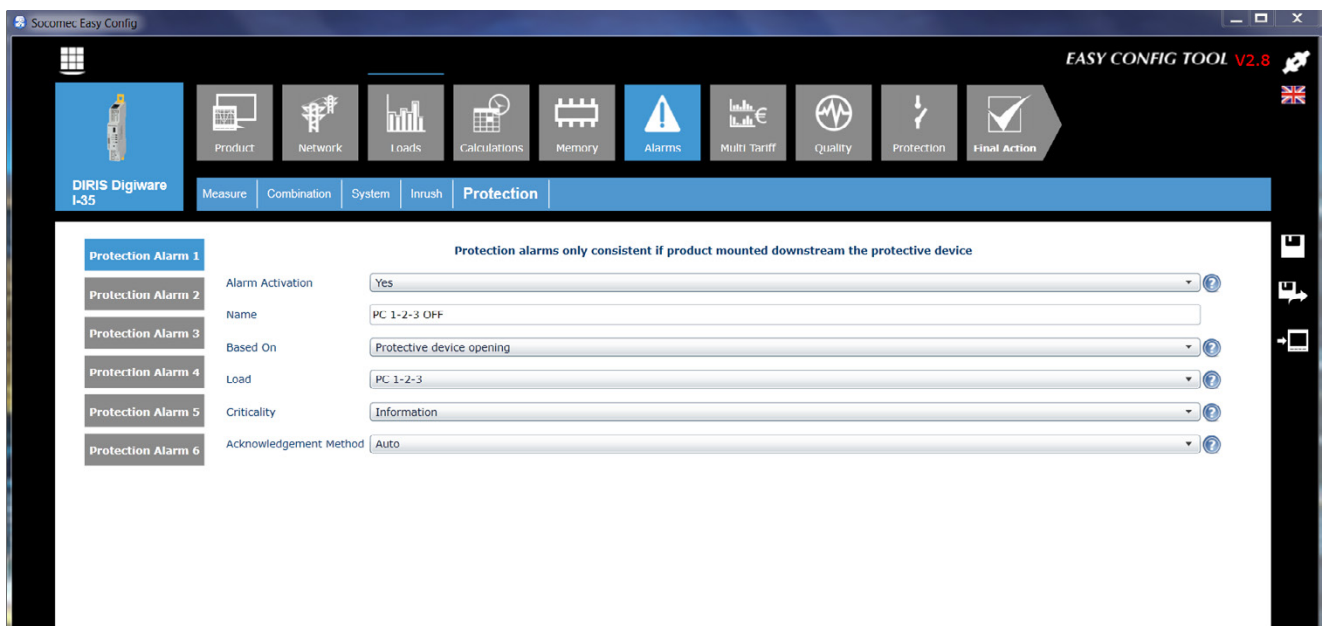 Socomec Easy Config
EASY CONFIG TOOL V2.8
Product Network Loads Calculations Memory Alarms Multi Tariff Quality Protection Final Action
DIRIS Digiware
I-35
Measure Combination System Inrush Protection
Protection alarms only consistent if product mounted downstream the protective device
Protection Alarm 1
Protection Alarm 2
Protection Alarm 3
Protection Alarm 4
Protection Alarm 5
Protection Alarm 6
Alarm Activation Yes
Name PC 1-2-3 OFF
Based On Protective device opening
Load PC 1-2-3
Criticality Information
Acknowledgement Method Auto